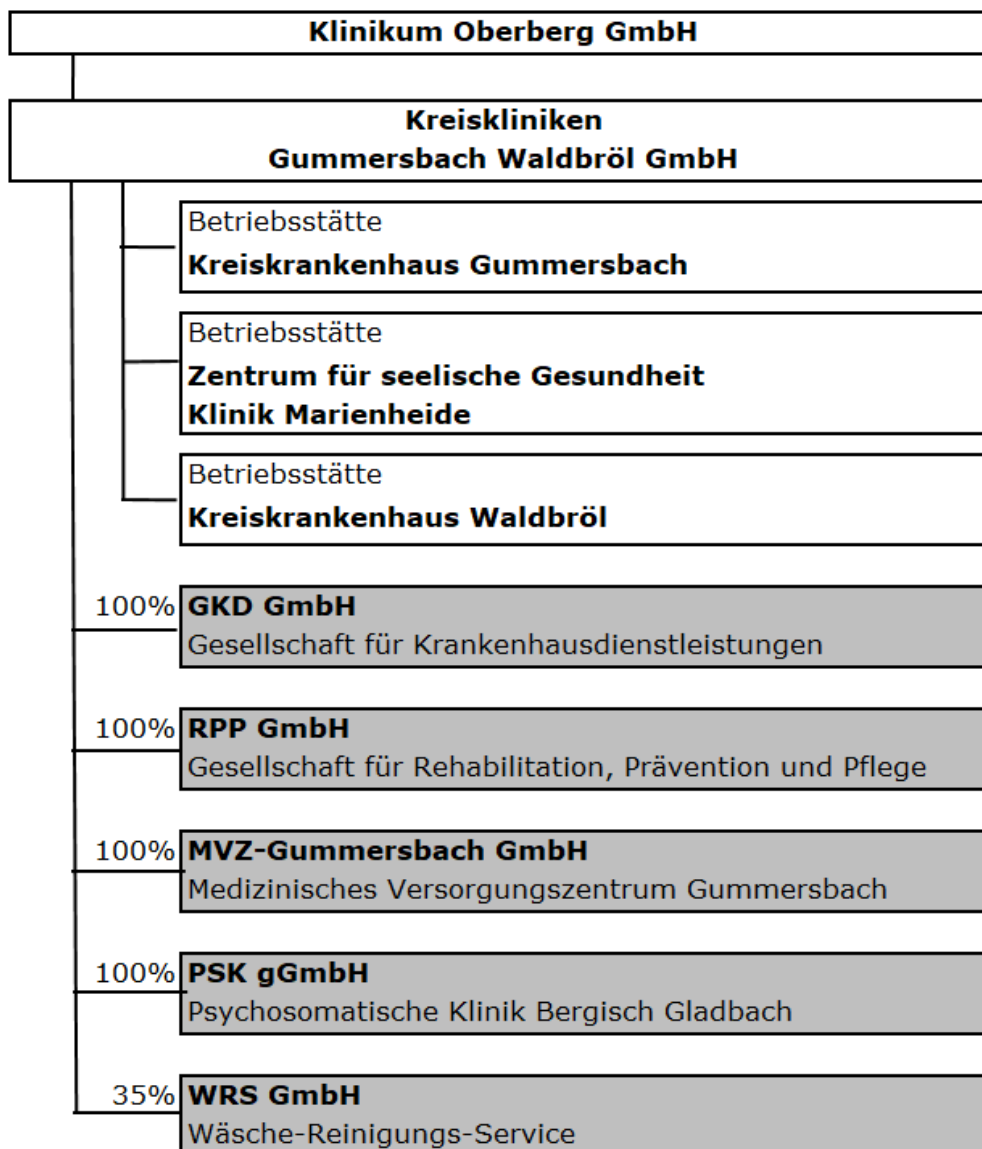 Klinikum Oberberg GmbH
Kreiskliniken
Gummersbach Waldbröl GmbH
Betriebsstätte
Kreiskrankenhaus Gummersbach
Betriebsstätte
Zentrum für seelische Gesundheit
Klinik Marienheide
Betriebsstätte
Kreiskrankenhaus Waldbröl
100% GKD GmbH
Gesellschaft für Krankenhausdienstleistungen
100% RPP GmbH
Gesellschaft für Rehabilitation, Prävention und Pflege
100% MVZ-Gummersbach GmbH
Medizinisches Versorgungszentrum Gummersbach
100% PSK gGmbH
Psychosomatische Klinik Bergisch Gladbach
35% WRS GmbH
Wäsche-Reinigungs-Service